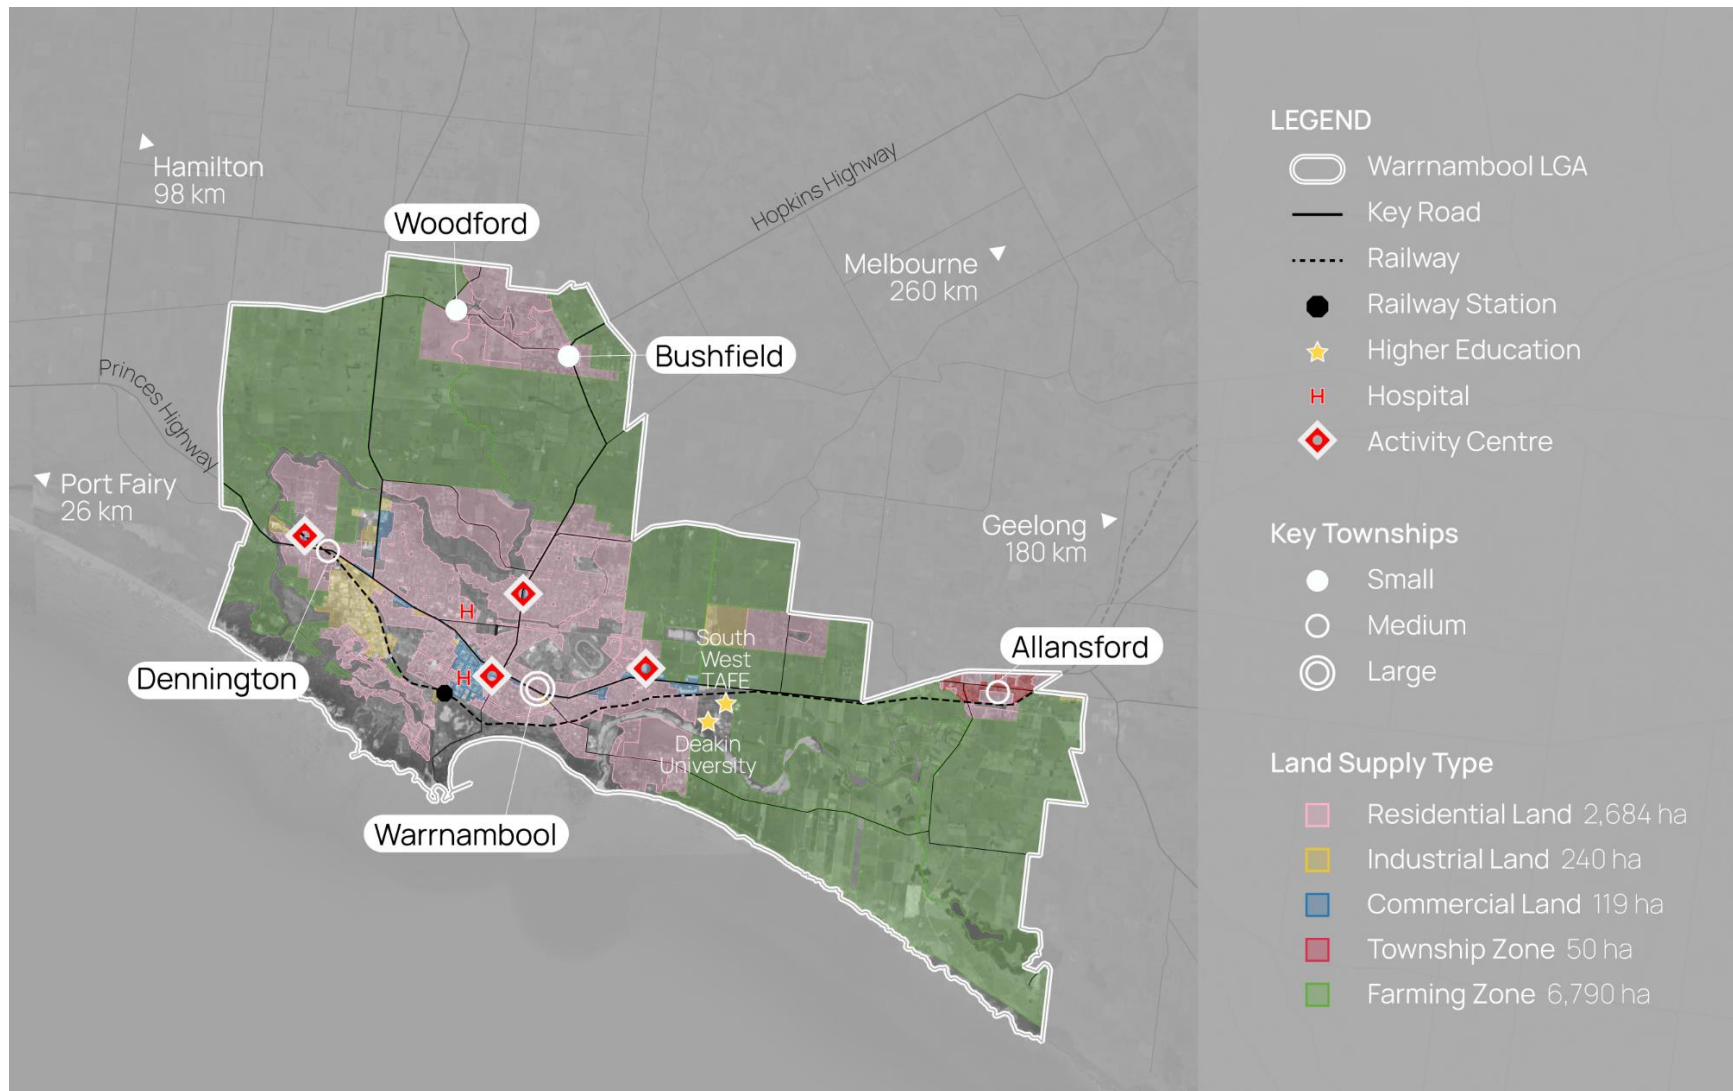 Hamilton
98 km
Woodford
Hopkins Highway
Melbourne
260 km
Bushfield
Princes Highway
Port Fairy
26 km
Geelong
180 km
South
West
TAFE
Allansford
Dennington
H
H
Deakin
University
Warrnambool
LEGEND
Warrnambool LGA
Key Road
Railway
Railway Station
Higher Education
H Hospital
Activity Centre
Key Townships
Small
Medium
Large
Land Supply Type
Residential Land 2,684 ha
Industrial Land 240 ha
Commercial Land 119 ha
Township Zone 50 ha
Farming Zone 6,790 ha